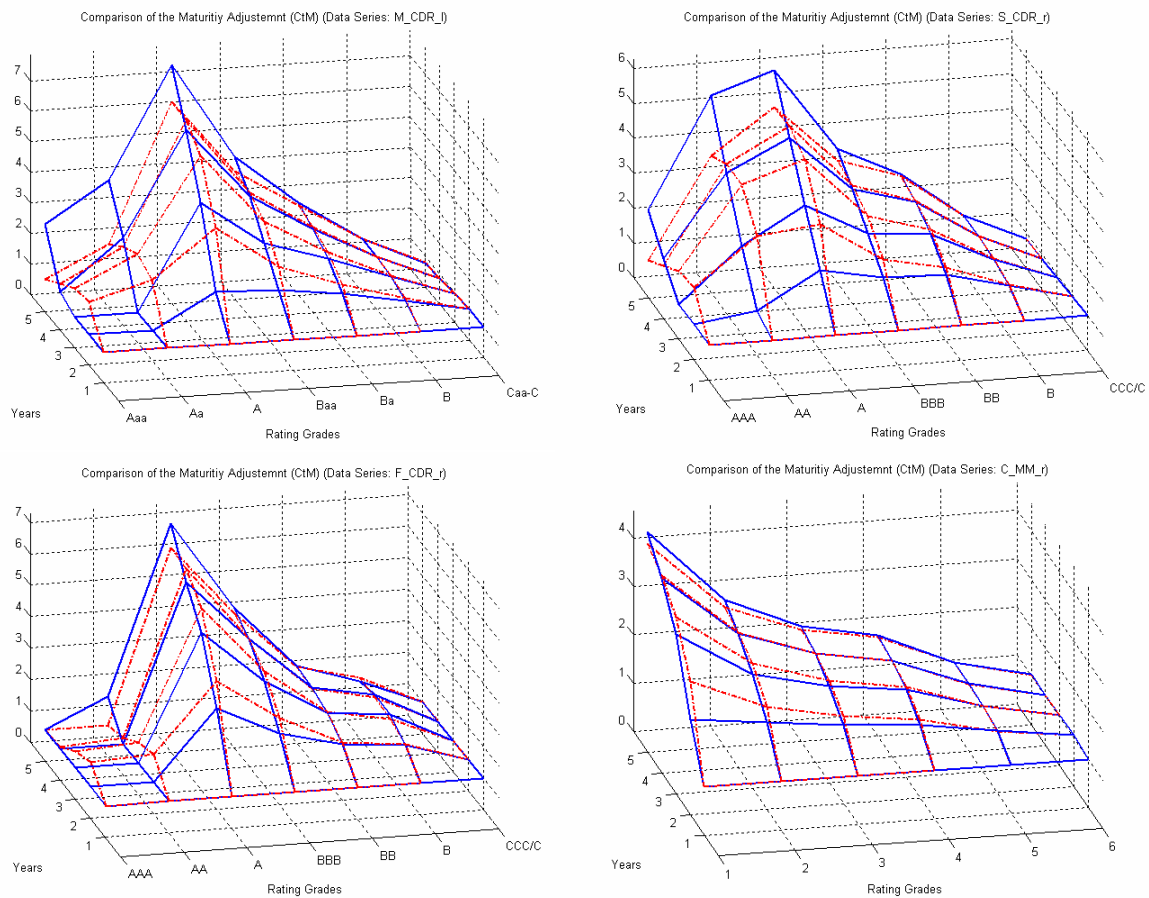 Comparison of the Maturitiy Adjustemnt (CtM) (Data Series: M_CDR_l)
7
6
5
4
3
2
1
0
5
4
3
2
1
Years
Aaa
Aa
A
Baa
Ba
B
Caa-C
Rating Grades
Comparison of the Maturitiy Adjustemnt (CtM) (Data Series: S_CDR_r)
6
5
4
3
2
1
0
5
4
3
2
1
Years
AAA
AA
A
BBB
BB
B
CCC/C
Rating Grades
Comparison of the Maturitiy Adjustemnt (CtM) (Data Series: F_CDR_r)
7
6
5
4
3
2
1
0
5
4
3
2
1
Years
AAA
AA
A
BBB
BB
B
CCC/C
Rating Grades
Comparison of the Maturitiy Adjustemnt (CtM) (Data Series: C_MM_r)
4
3
2
1
0
5
4
3
2
1
Years
1
2
3
4
5
6
Rating Grades